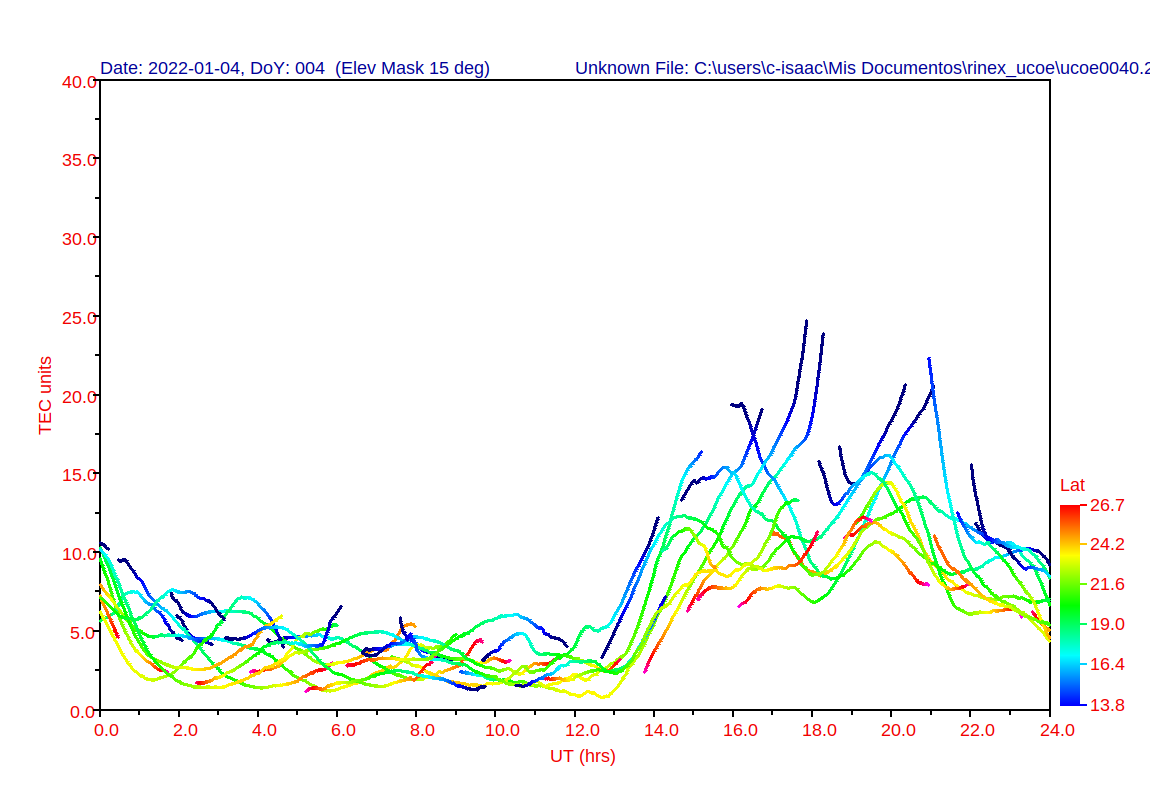 Date: 2022-01-04, DoY: 004  (Elev Mask 15 deg)
Unknown File: C:\users\c-isaac\Mis Documentos\rinex_ucoe\ucoe0040.2
40.0
35.0
30.0
25.0
20.0
15.0
10.0
5.0
0.0
TEC units
0.0 2.0 4.0 6.0 8.0 10.0 12.0 14.0 16.0 18.0 20.0 22.0 24.0
UT (hrs)
Lat
26.7
24.2
21.6
19.0
16.4
13.8